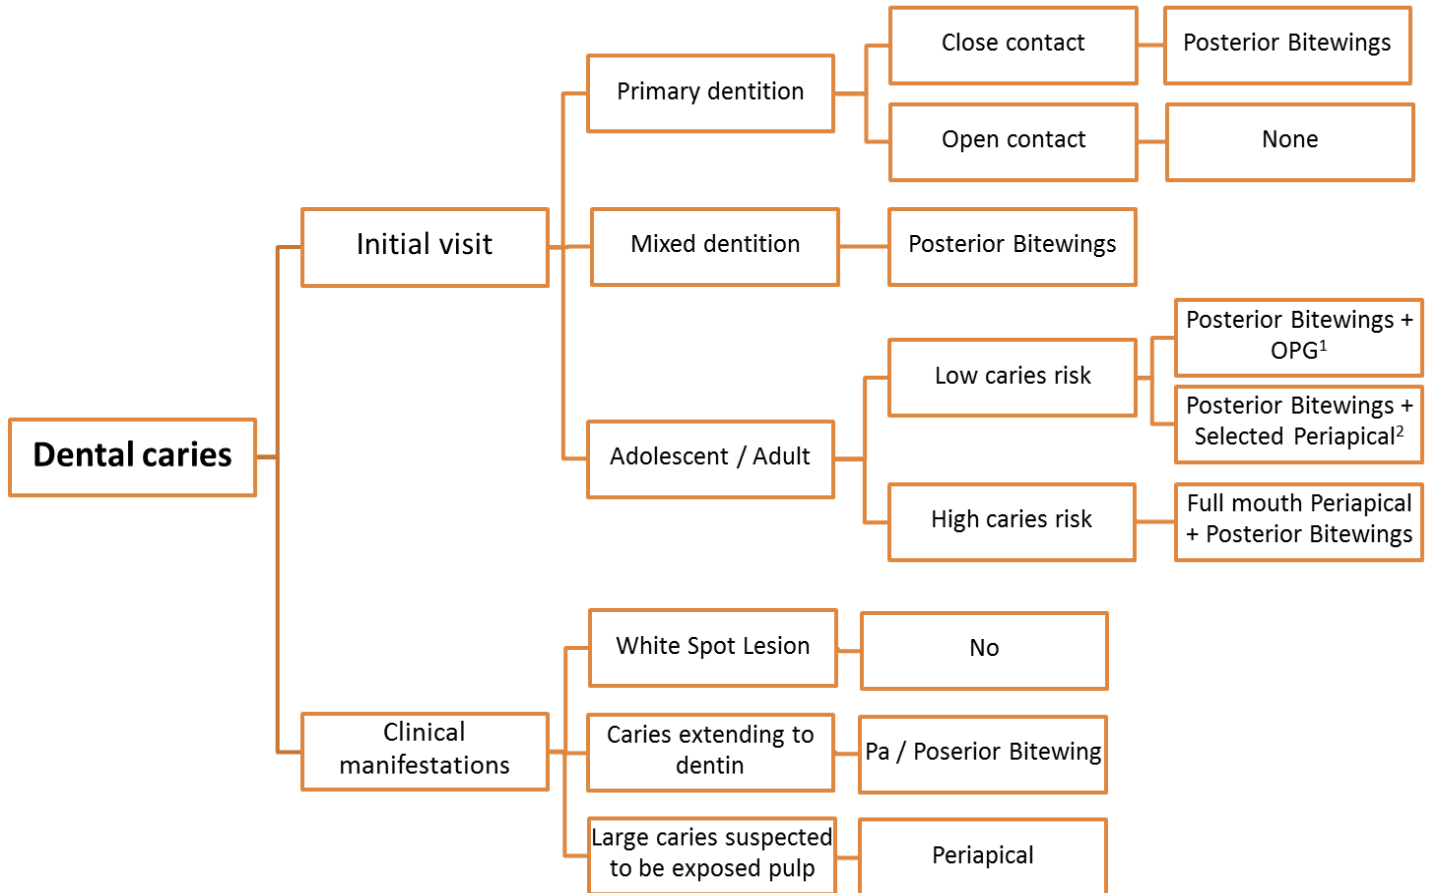 Dental caries
Initial visit
Primary dentition
Close contact
Posterior Bitewings
Open contact
None
Mixed dentition
Posterior Bitewings
Adolescent / Adult
Low caries risk
Posterior Bitewings +
OPG¹
Posterior Bitewings +
Selected Periapical²
High caries risk
Full mouth Periapical
+ Posterior Bitewings
Clinical
manifestations
White Spot Lesion
No
Caries extending to
dentin
Pa / Poserior Bitewing
Large caries suspected
to be exposed pulp
Periapical